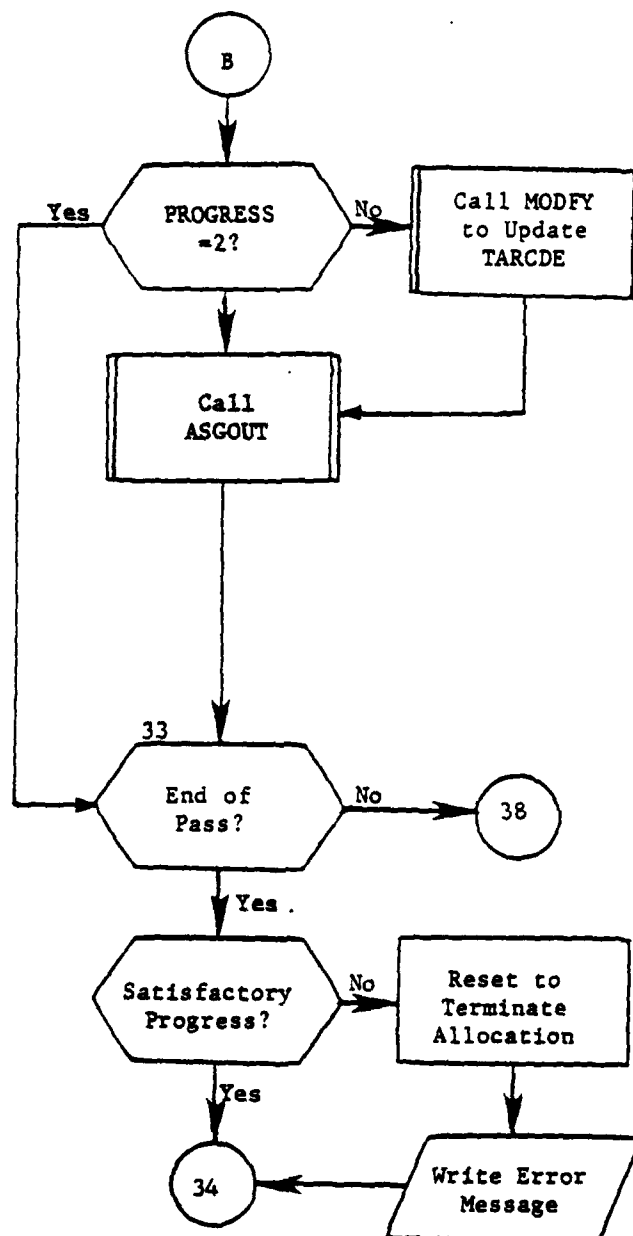 B
PROGRESS
=2?
Yes
No
Call MODFY
to Update
TARCDE
Call
ASGOUT
33
End of
Pass?
No
38
Yes
Satisfactory
Progress?
No
Reset to
Terminate
Allocation
Yes
34
Write Error
Message